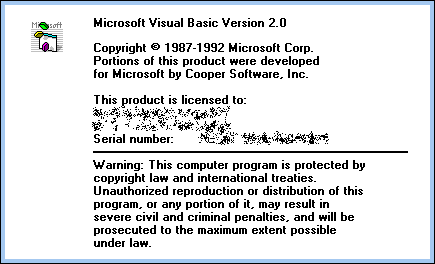 Microsoft
Microsoft Visual Basic Version 2.0
Copyright © 1987-1992 Microsoft Corp.
Portions of this product were developed
for Microsoft by Cooper Software, Inc.
This product is licensed to:
Serial number:
Warning: This computer program is protected by
copyright law and international treaties.
Unauthorized reproduction or distribution of this
program, or any portion of it, may result in
severe civil and criminal penalties, and will be
prosecuted to the maximum extent possible
under law.